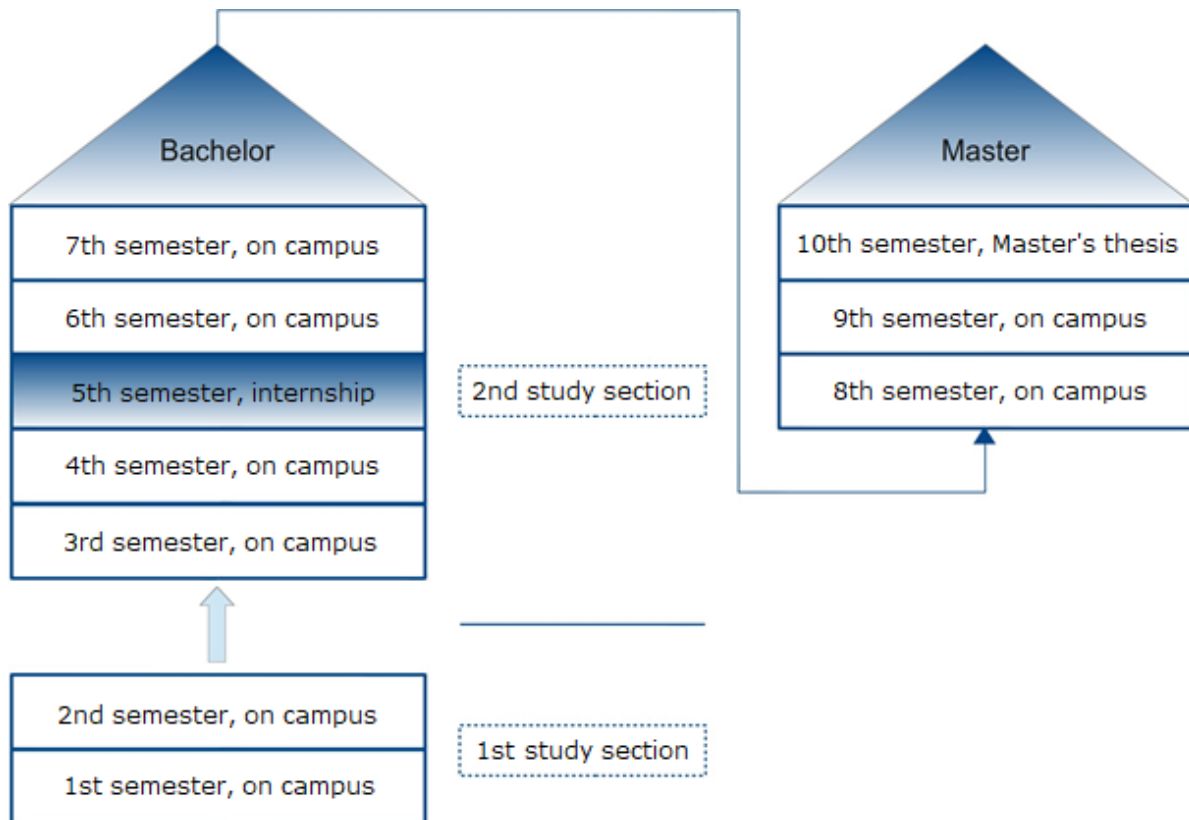 Bachelor
7th semester, on campus
6th semester, on campus
5th semester, internship
4th semester, on campus
3rd semester, on campus
2nd study section
2nd semester, on campus
1st semester, on campus
1st study section
Master
10th semester, Master's thesis
9th semester, on campus
8th semester, on campus